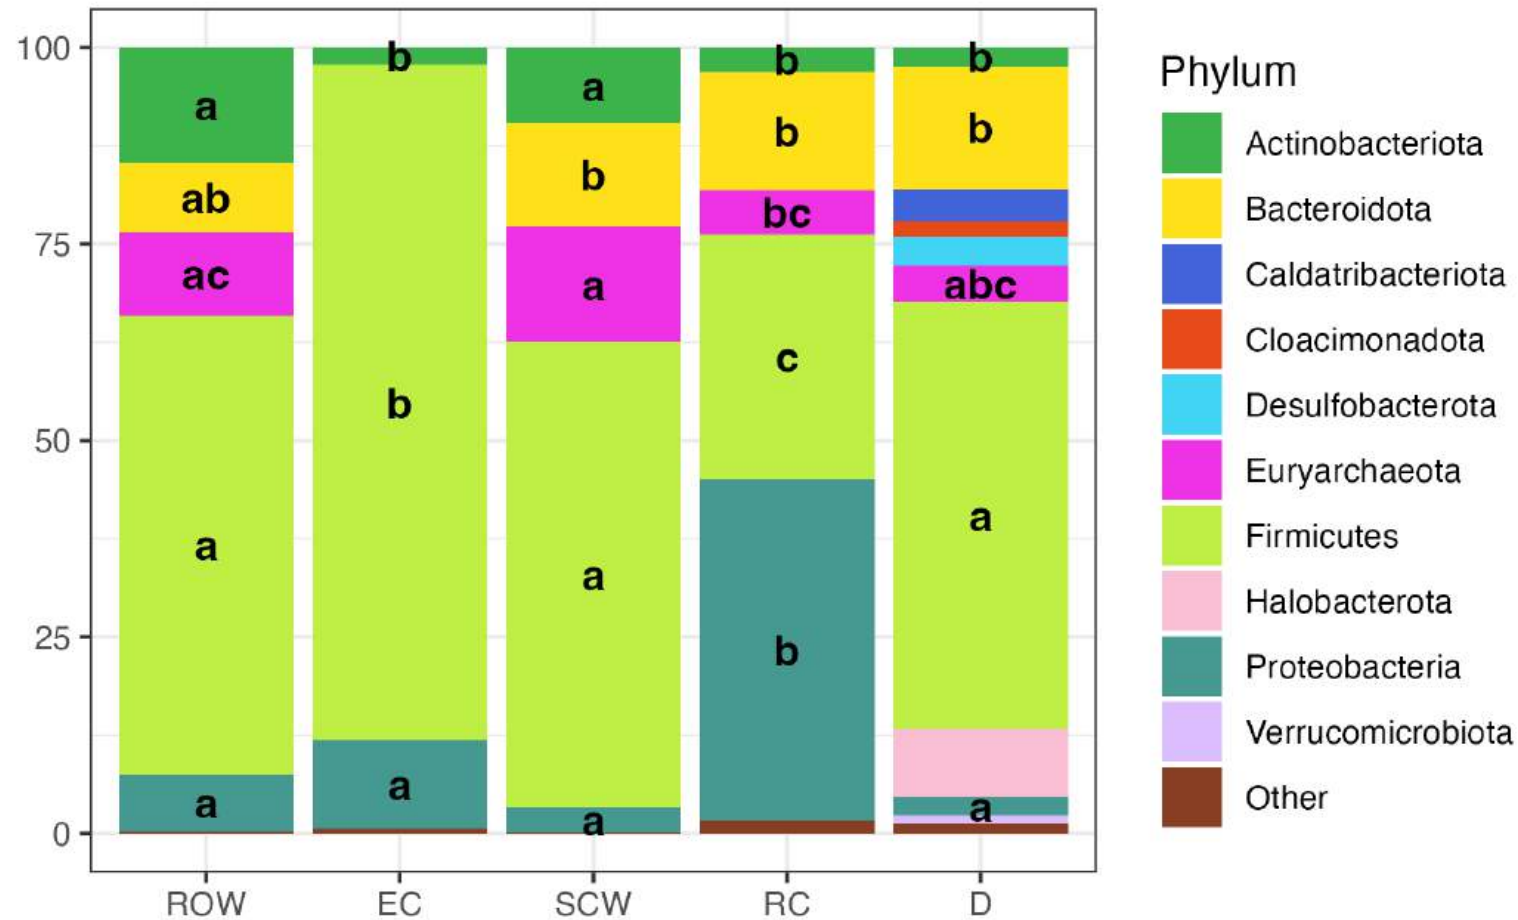 100
75
50
25
0
a
ab
ac
a
a
b
b
a
a
b
a
a
a
b
b
bc
c
b
b
b
abc
a
a
ROW EC SCW RC D
Phylum
Actinobacteriota
Bacteroidota
Caldatribacteriota
Cloacimonadota
Desulfobacterota
Euryarchaeota
Firmicutes
Halobacterota
Proteobacteria
Verrucomicrobiota
Other